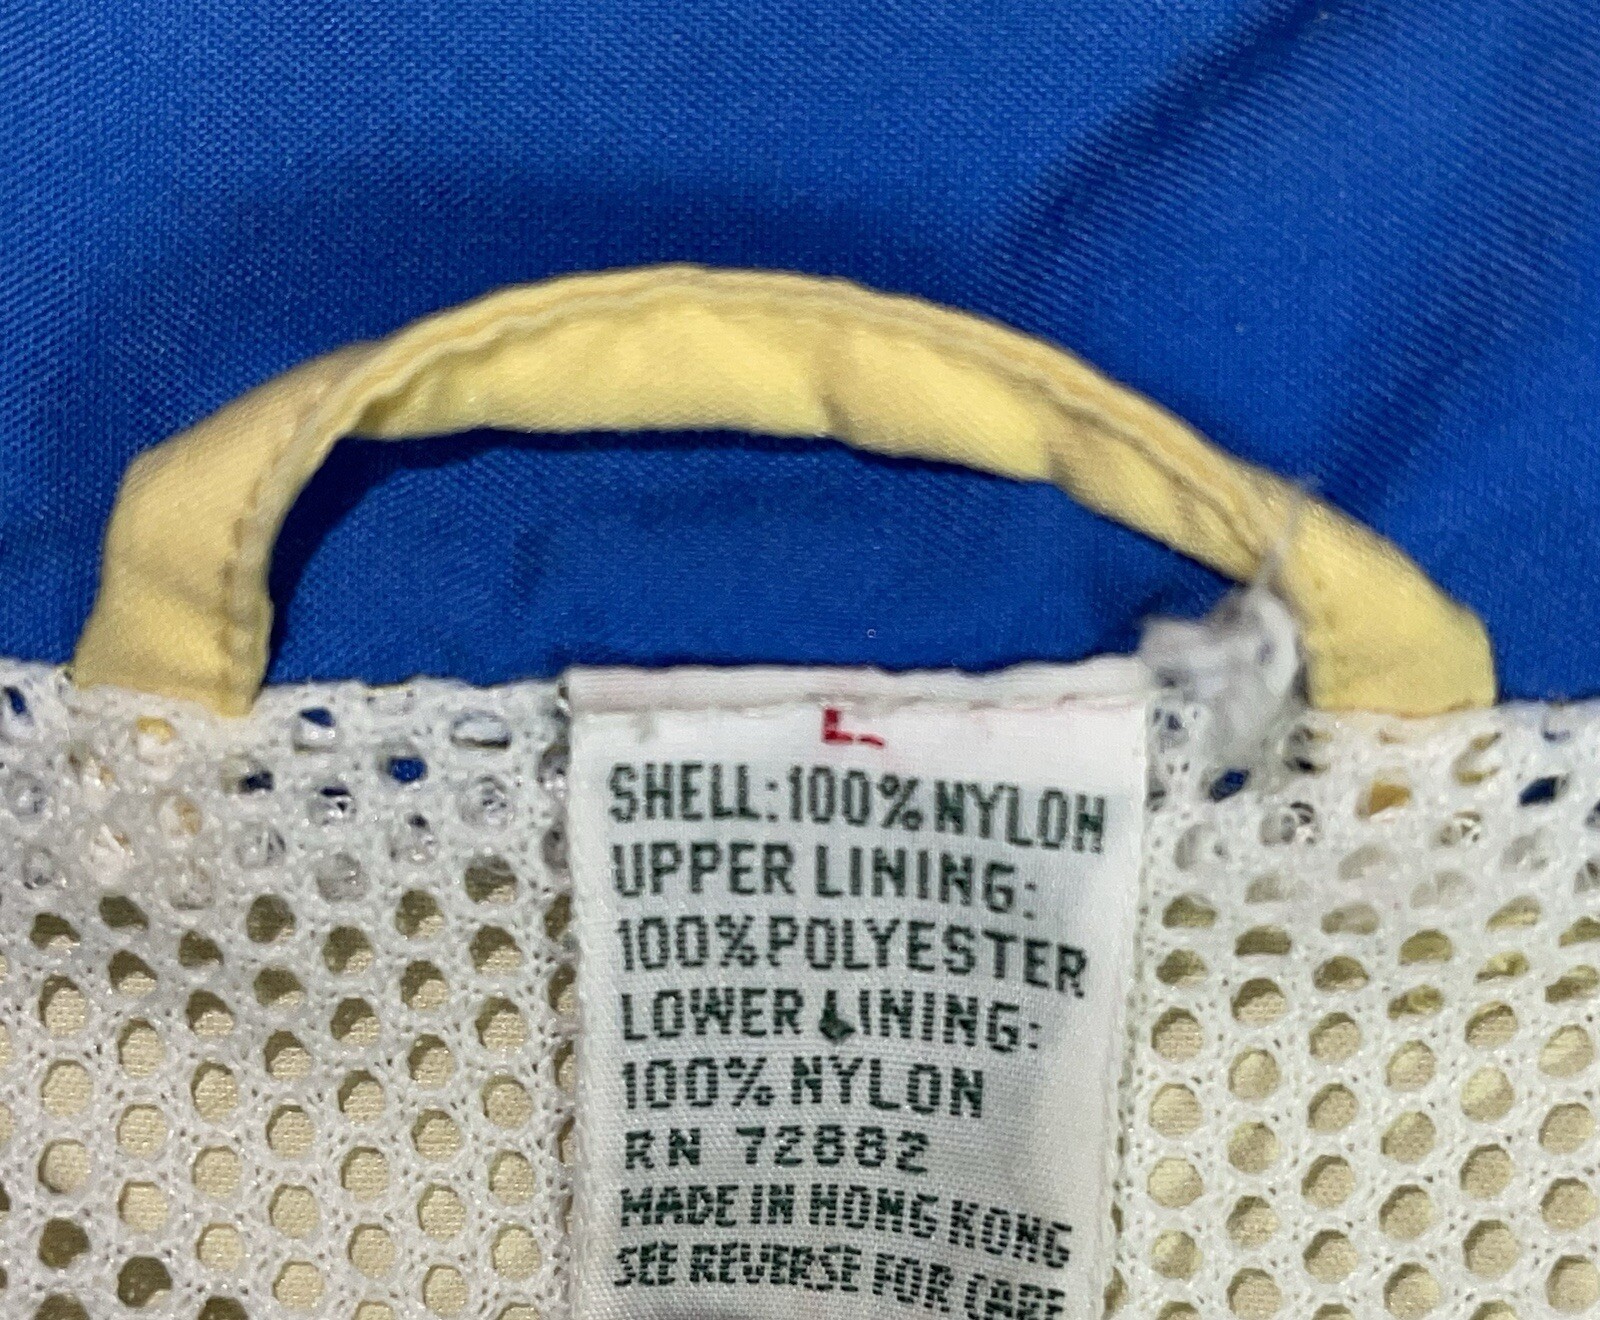 L
SHELL:100% NYLON
UPPER LINING:
100% POLYESTER
LOWER LINING:
100% NYLON
RN 72882
MADE IN HONG KONG
SEE REVERSE FOR CARE